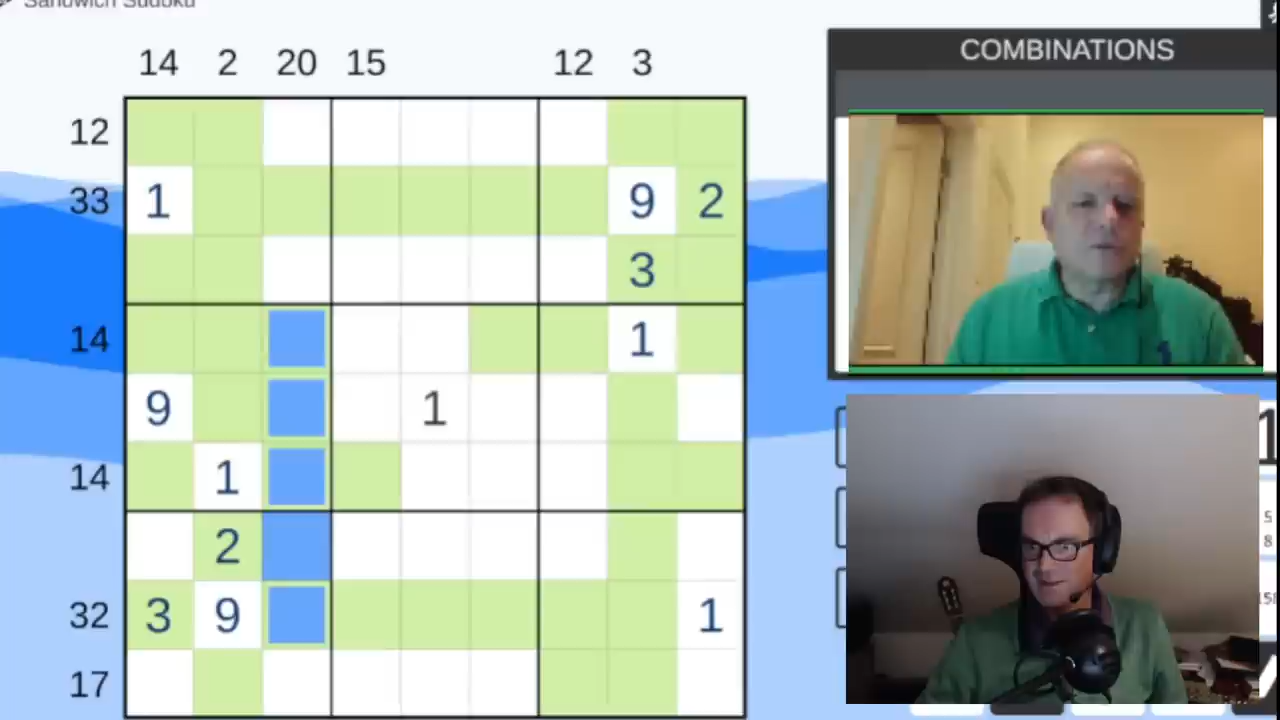 Sandwich Sudoku
COMBINATIONS
14 2 20 15 12 3
12
33 1 9 2
3
14 1
9 1
14 1
2
32 3 9 1
17